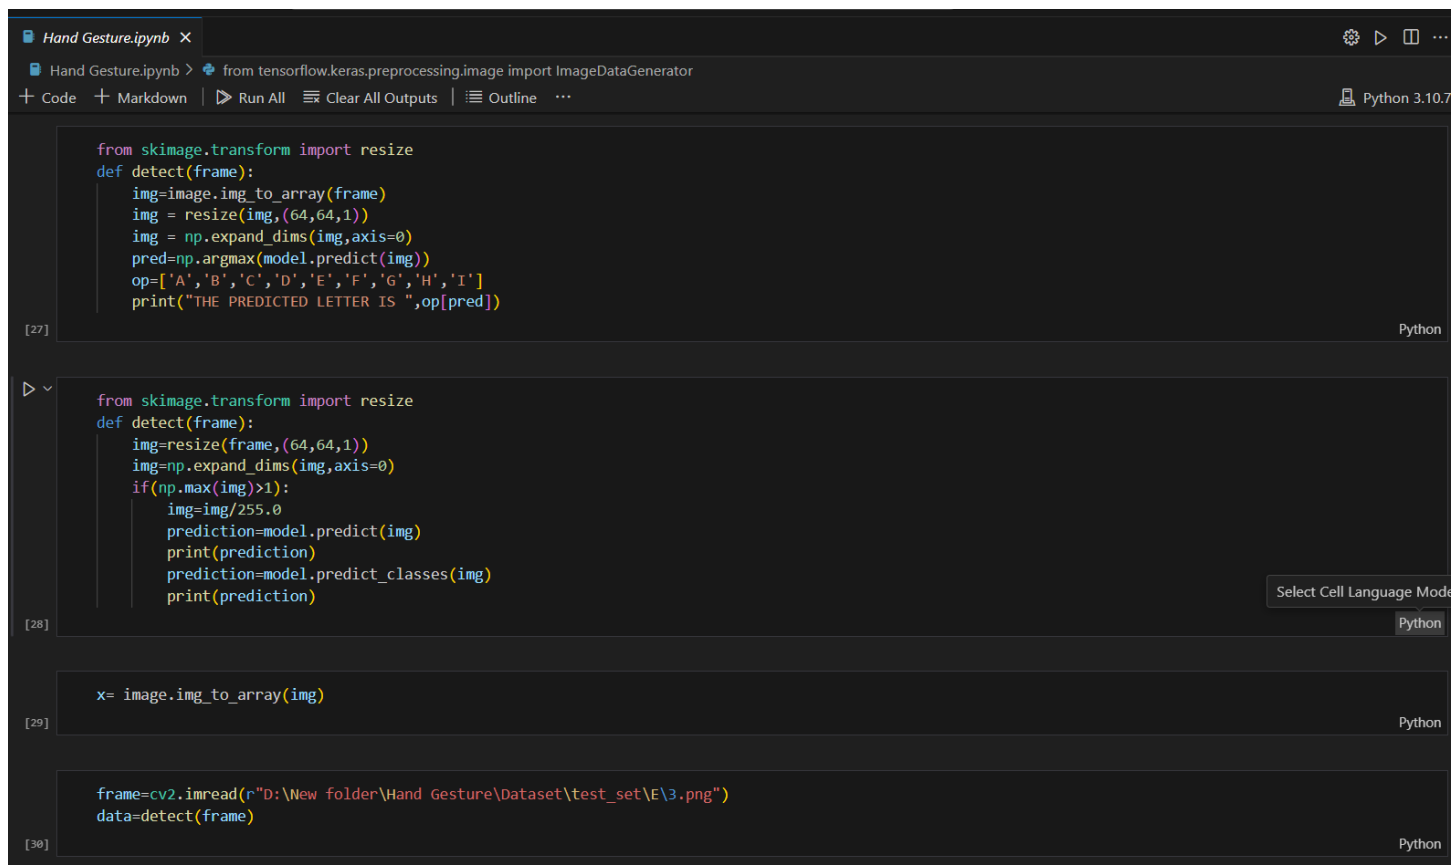 Hand Gesture.ipynb
Hand Gesture.ipynb > from tensorflow.keras.preprocessing.image import ImageDataGenerator
+ Code + Markdown | Run All Clear All Outputs | Outline ... Python 3.10.7
from skimage.transform import resize
def detect(frame):
    img=image.img_to_array(frame)
    img = resize(img,(64,64,1))
    img = np.expand_dims(img,axis=0)
    pred=np.argmax(model.predict(img))
    op=['A','B','C','D','E','F','G','H','I']
    print("THE PREDICTED LETTER IS ",op[pred])
[27] Python
from skimage.transform import resize
def detect(frame):
    img=resize(frame,(64,64,1))
    img=np.expand_dims(img,axis=0)
    if(np.max(img)>1):
        img=img/255.0
        prediction=model.predict(img)
        print(prediction)
        prediction=model.predict_classes(img)
        print(prediction)
Select Cell Language Mode
[28] Python
x= image.img_to_array(img)
[29] Python
frame=cv2.imread(r"D:\New folder\Hand Gesture\Dataset\test_set\E\3.png")
data=detect(frame)
[30] Python